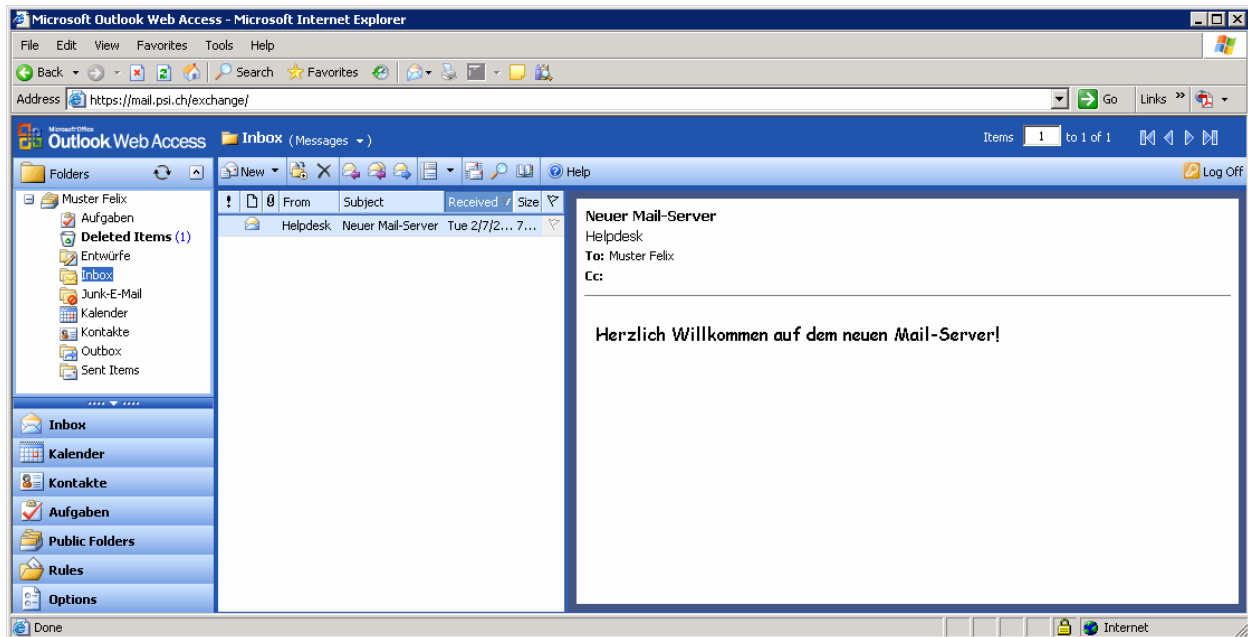 Microsoft Outlook Web Access - Microsoft Internet Explorer
File Edit View Favorites Tools Help
Back Search Favorites
Address https://mail.psi.ch/exchange/ Go Links »
Microsoft Office
Outlook Web Access Inbox (Messages ) Items 1 to 1 of 1
Folders New Help Log Off
Muster Felix
Aufgaben
Deleted Items (1)
Entwürfe
Inbox
Junk-E-Mail
Kalender
Kontakte
Outbox
Sent Items
Inbox
Kalender
Kontakte
Aufgaben
Public Folders
Rules
Options
! From Subject Received Size
Helpdesk Neuer Mail-Server Tue 2/7/2... 7...
Neuer Mail-Server
Helpdesk
To: Muster Felix
Cc:
Herzlich Willkommen auf dem neuen Mail-Server!
Done Internet